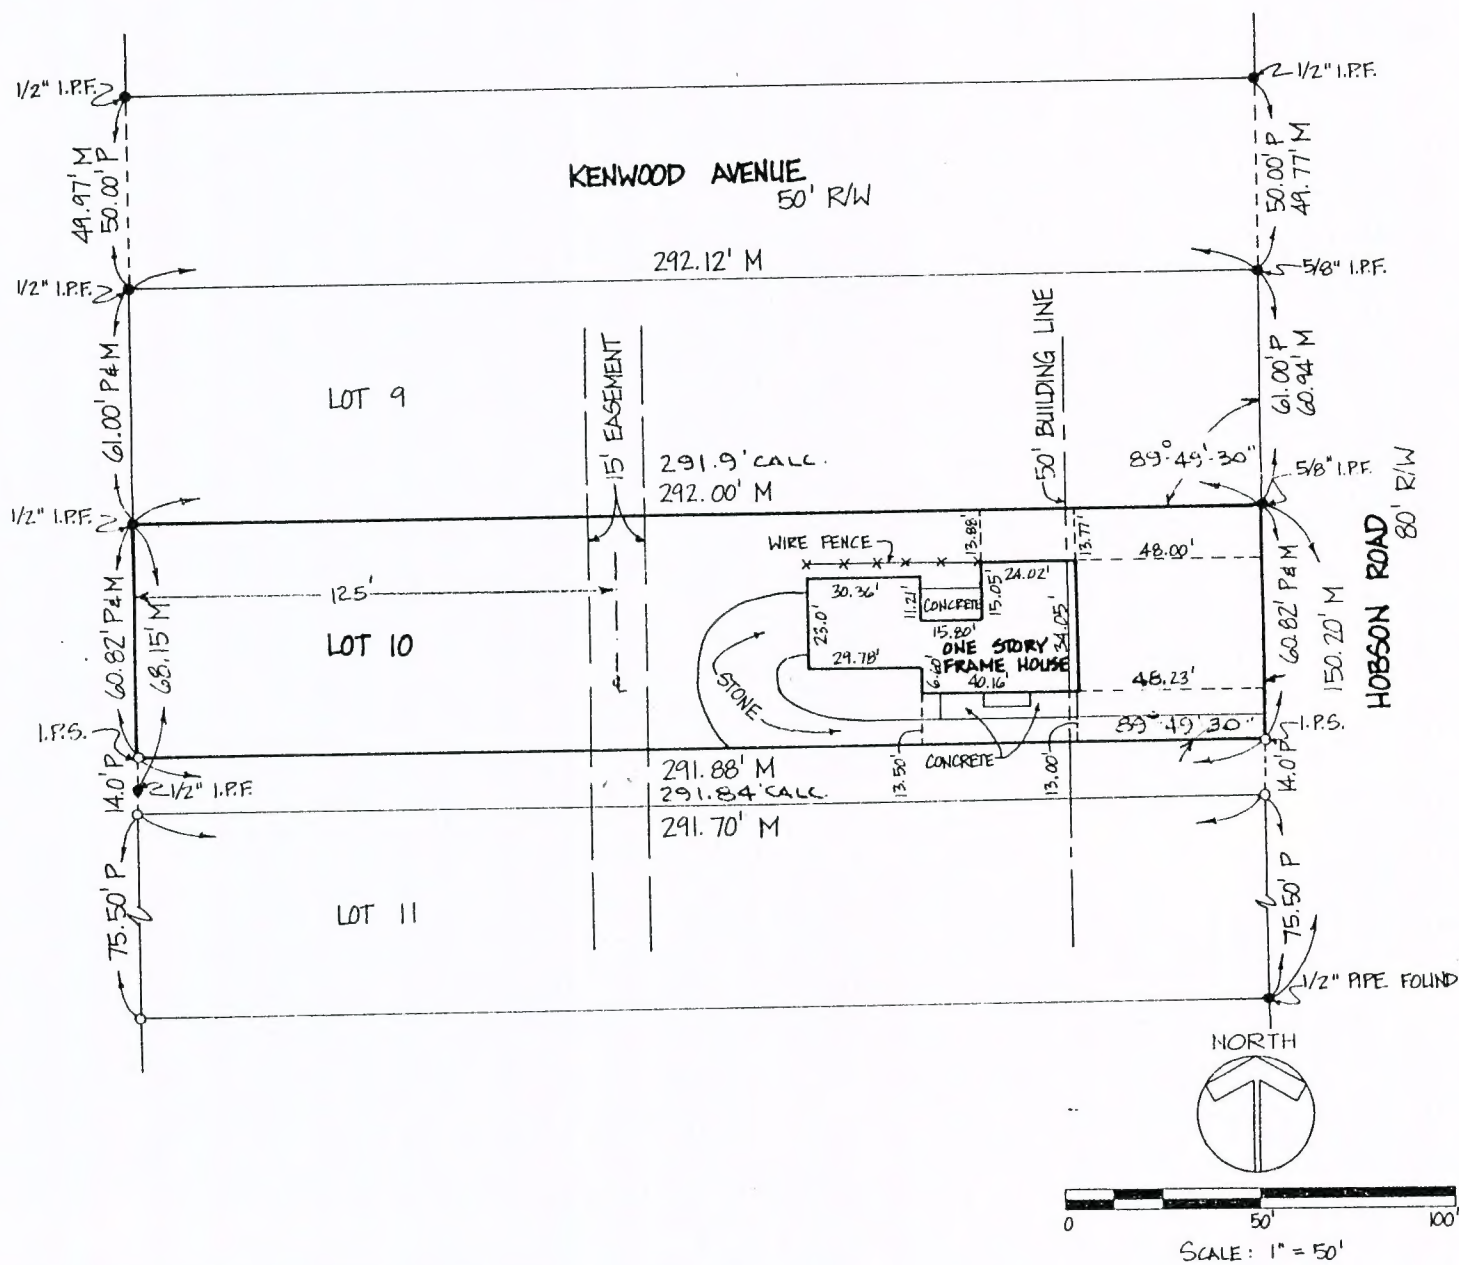 1/2" I.P.F.
1/2" I.P.F.
KENWOOD AVENUE
50' R/W
49.97' M
50.00' P
50.00' P
49.77' M
292.12' M
1/2" I.P.F.
5/8" I.P.F.
61.00' P&M
LOT 9
15' EASEMENT
50' BUILDING LINE
61.00' P
60.94' M
291.9' CALC.
292.00' M
89°-49'-30"
5/8" I.P.F.
1/2" I.P.F.
HOBSON ROAD
80' R/W
WIRE FENCE
13.88'
13.77'
48.00'
125'
30.36'
11.21'
CONCRETE
15.05'
24.02'
60.82' P&M
68.15' M
LOT 10
23.0'
15.80'
34.05'
ONE STORY
FRAME HOUSE
29.78'
6.60'
40.16'
48.23'
60.82' P&M
150.20' M
STONE
89°49'30"
I.P.S.
I.P.S.
13.50'
CONCRETE
13.00'
291.88' M
291.84' CALC.
291.70' M
14.0' P
1/2" I.P.F.
14.0' P
75.50' P
LOT 11
75.50' P
1/2" PIPE FOUND
NORTH
0 50' 100'
SCALE: 1" = 50'